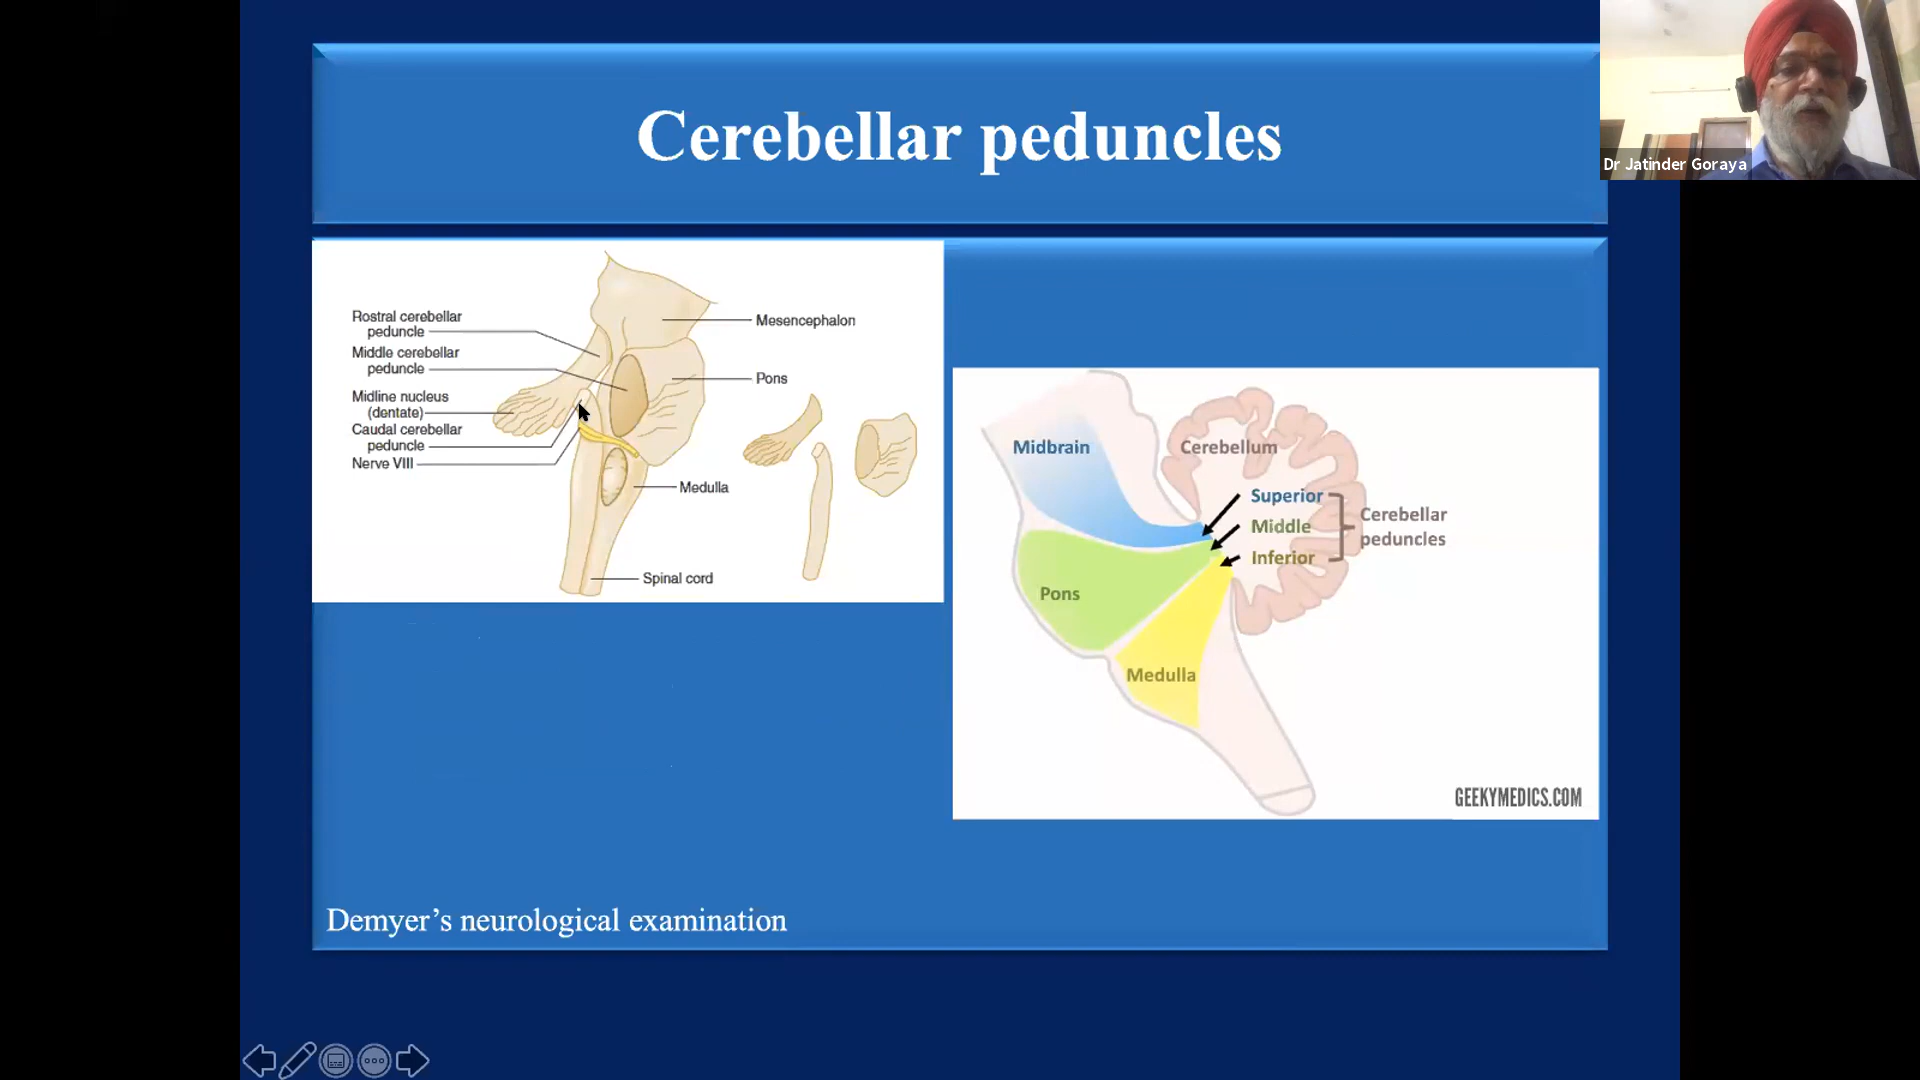 Cerebellar peduncles
Dr Jatinder Goraya
Rostral cerebellar
peduncle
Middle cerebellar
peduncle
Midline nucleus
(dentate)
Caudal cerebellar
peduncle
Nerve VIII
Mesencephalon
Pons
Medulla
Spinal cord
Midbrain
Cerebellum
Superior
Middle
Inferior
Cerebellar
peduncles
Pons
Medulla
GEEKYMEDICS.COM
Demyer’s neurological examination